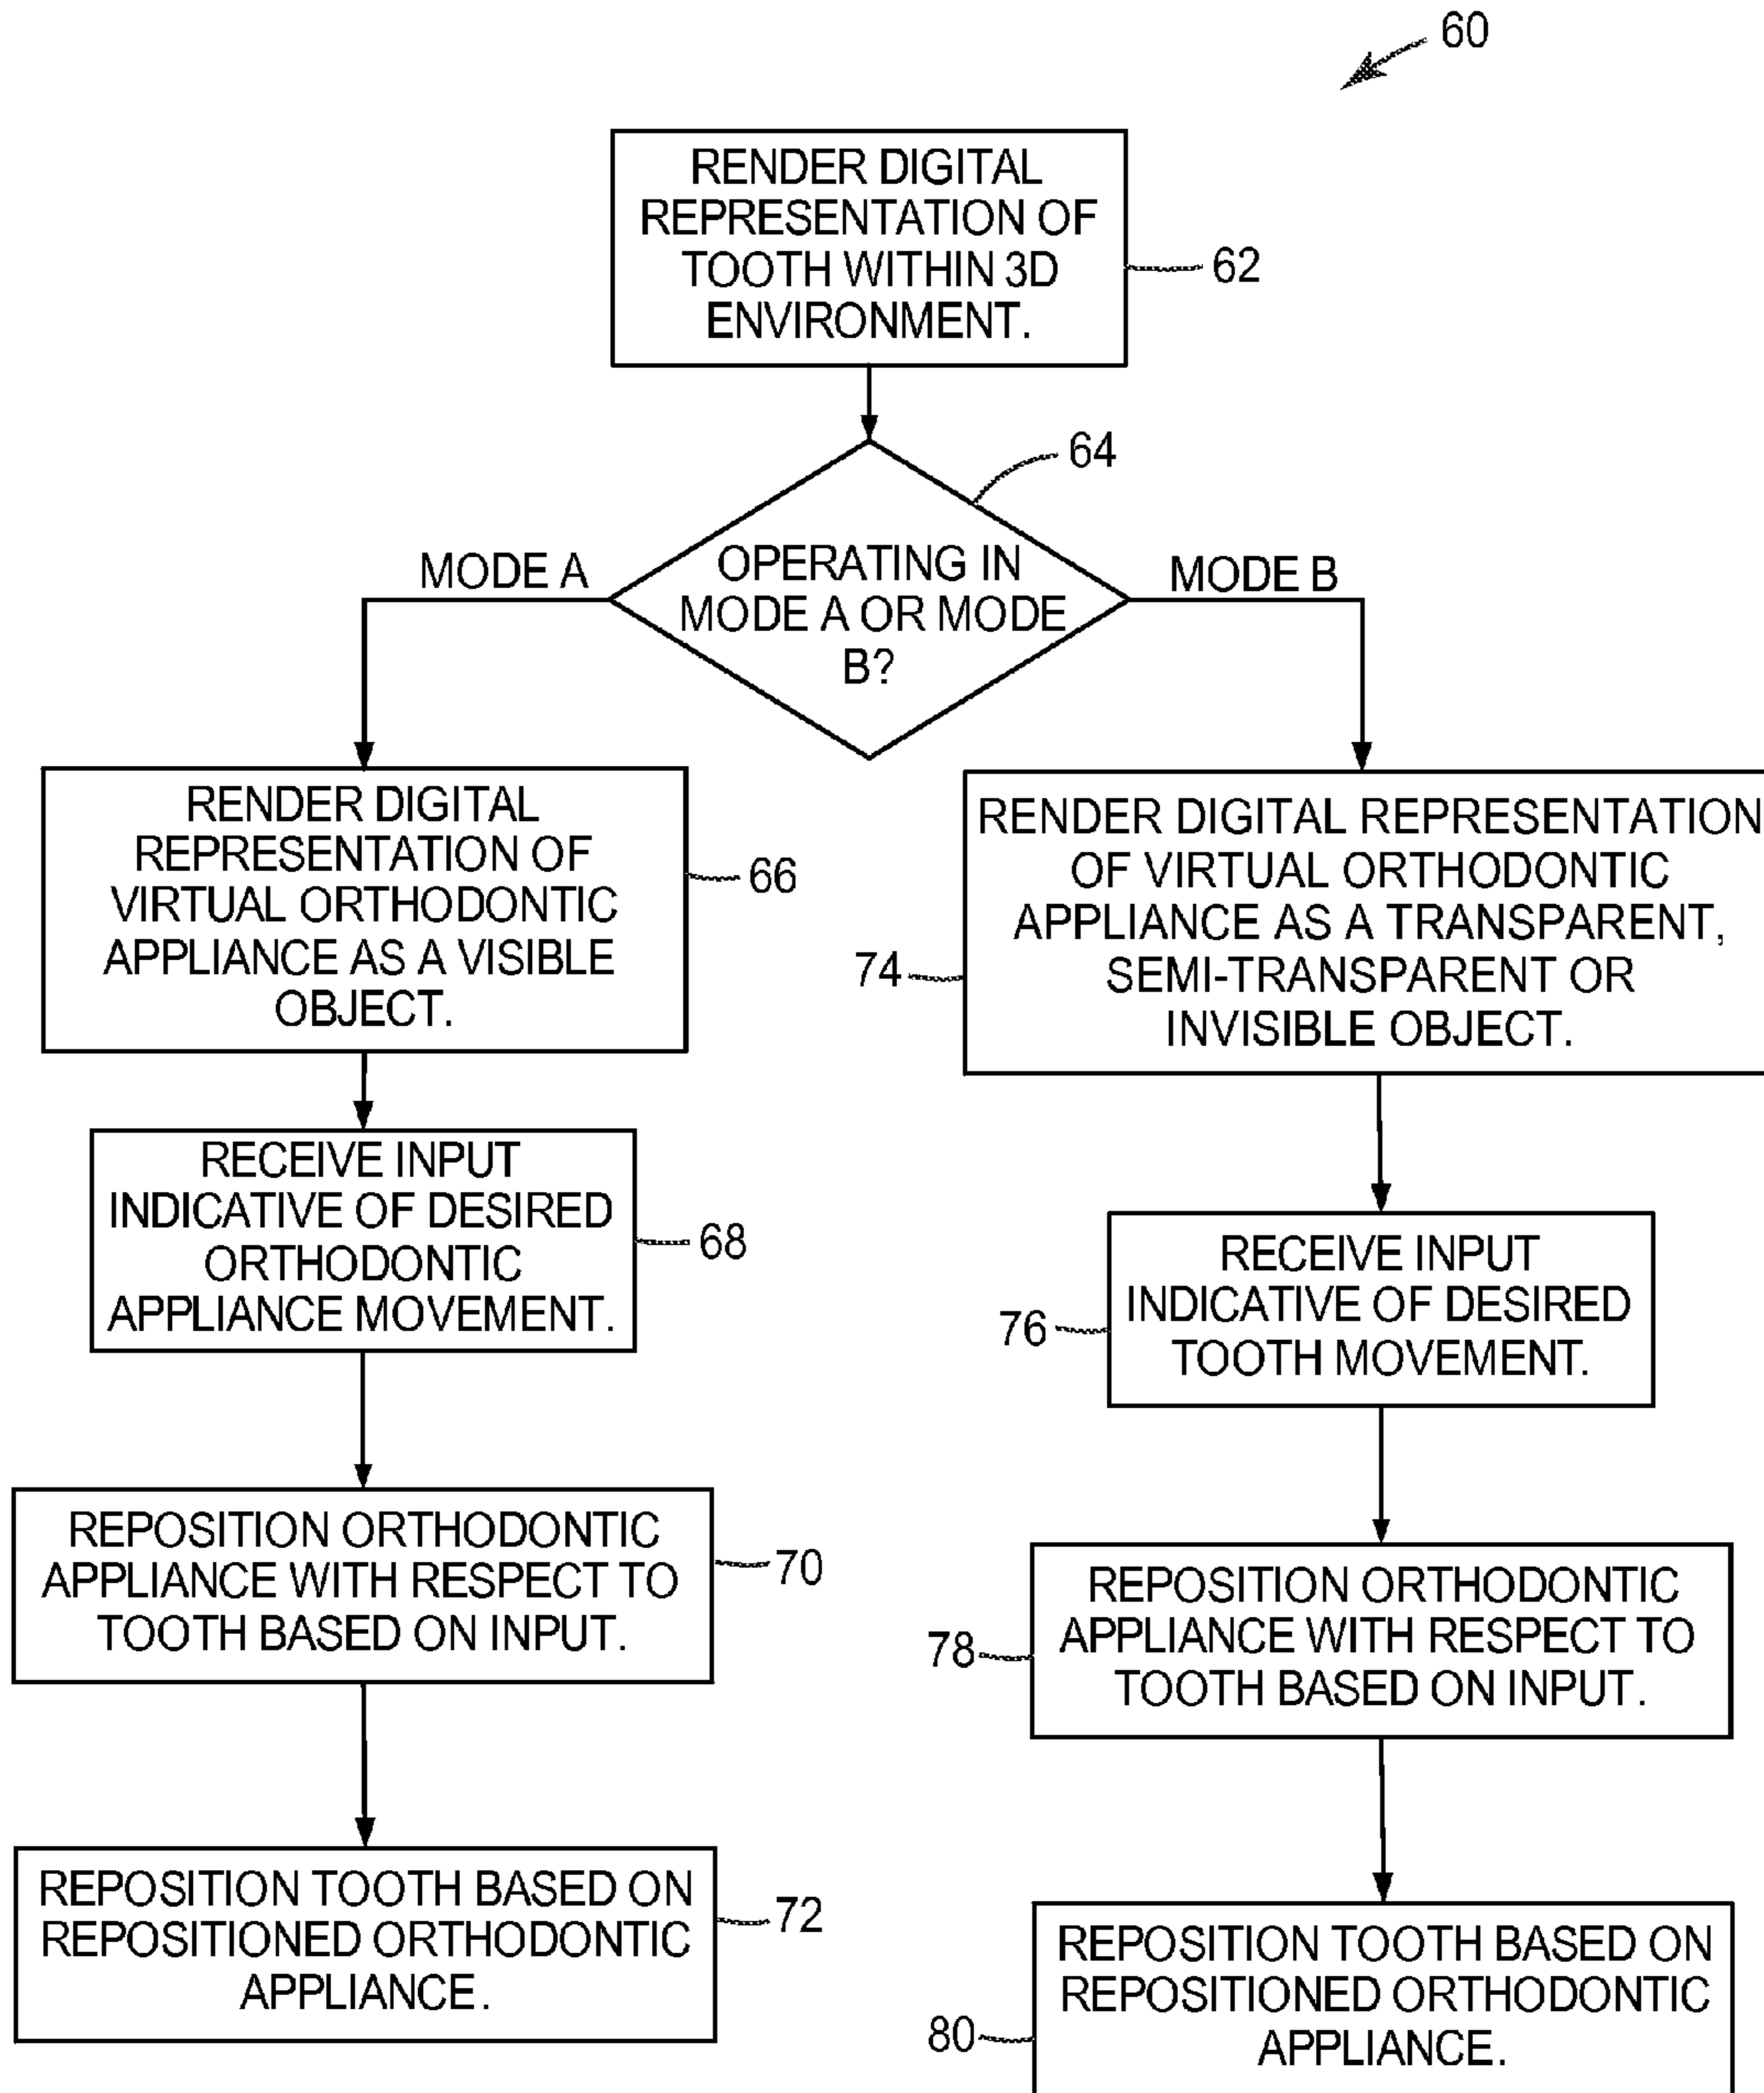 60
RENDER DIGITAL
REPRESENTATION OF
TOOTH WITHIN 3D
ENVIRONMENT.
62
64
OPERATING IN
MODE A OR MODE
B?
MODE A
MODE B
RENDER DIGITAL
REPRESENTATION OF
VIRTUAL ORTHODONTIC
APPLIANCE AS A VISIBLE
OBJECT.
66
RECEIVE INPUT
INDICATIVE OF DESIRED
ORTHODONTIC
APPLIANCE MOVEMENT.
68
REPOSITION ORTHODONTIC
APPLIANCE WITH RESPECT TO
TOOTH BASED ON INPUT.
70
REPOSITION TOOTH BASED ON
REPOSITIONED ORTHODONTIC
APPLIANCE.
72
RENDER DIGITAL REPRESENTATION
OF VIRTUAL ORTHODONTIC
APPLIANCE AS A TRANSPARENT,
SEMI-TRANSPARENT OR
INVISIBLE OBJECT.
74
RECEIVE INPUT
INDICATIVE OF DESIRED
TOOTH MOVEMENT.
76
REPOSITION ORTHODONTIC
APPLIANCE WITH RESPECT TO
TOOTH BASED ON INPUT.
78
REPOSITION TOOTH BASED ON
REPOSITIONED ORTHODONTIC
APPLIANCE.
80